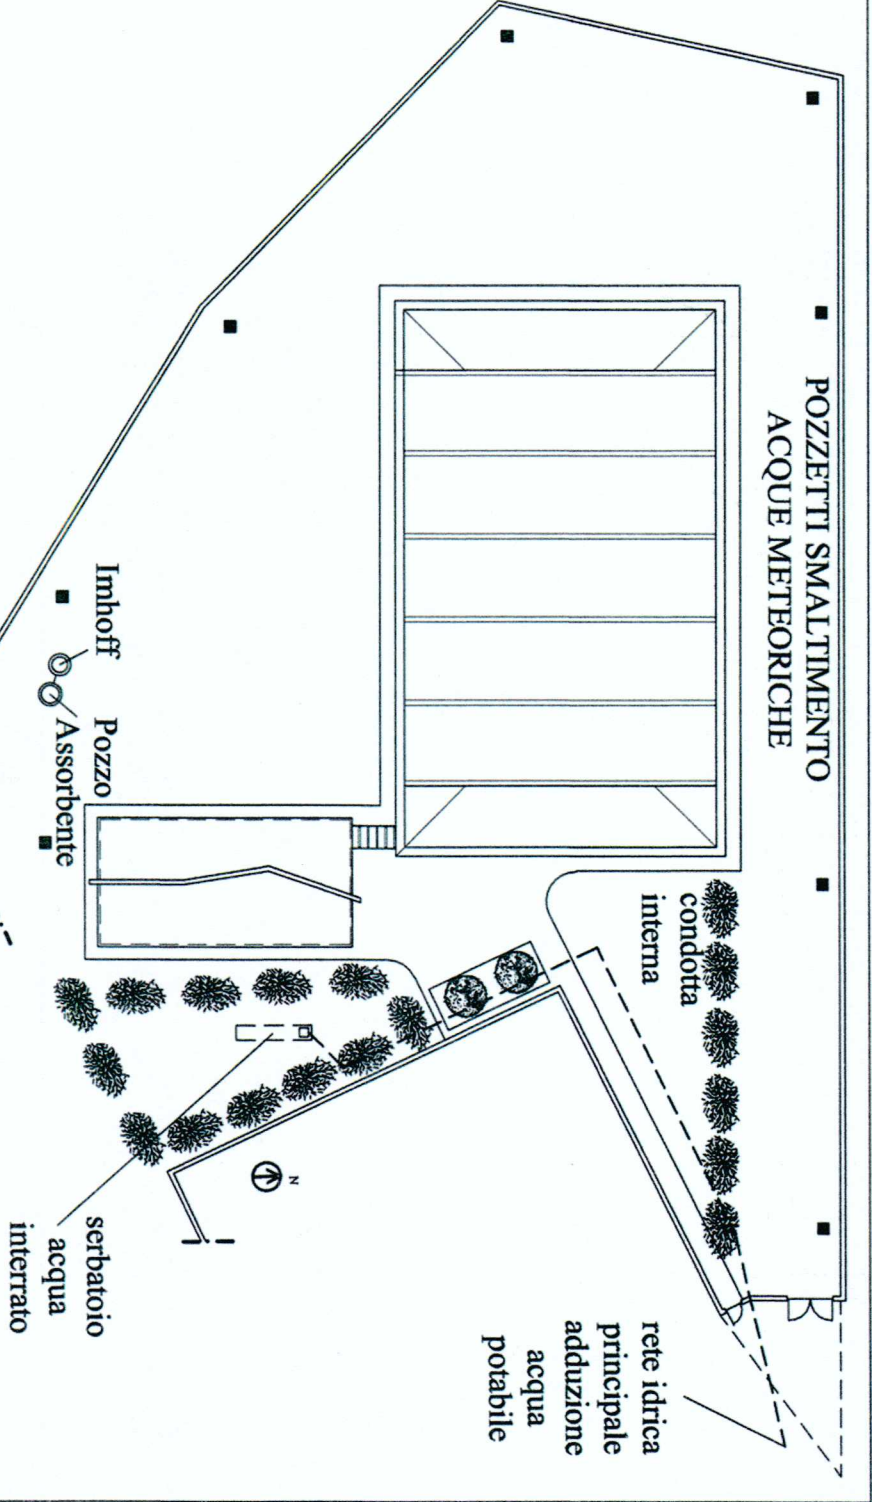 POZZETTI SMALTIMENTO
ACQUE METEORICHE
condotta
interna
rete idrica
principale
adduzione
acqua
potabile
Imhoff
Pozzo
Assorbente
N
serbatoio
acqua
interrato